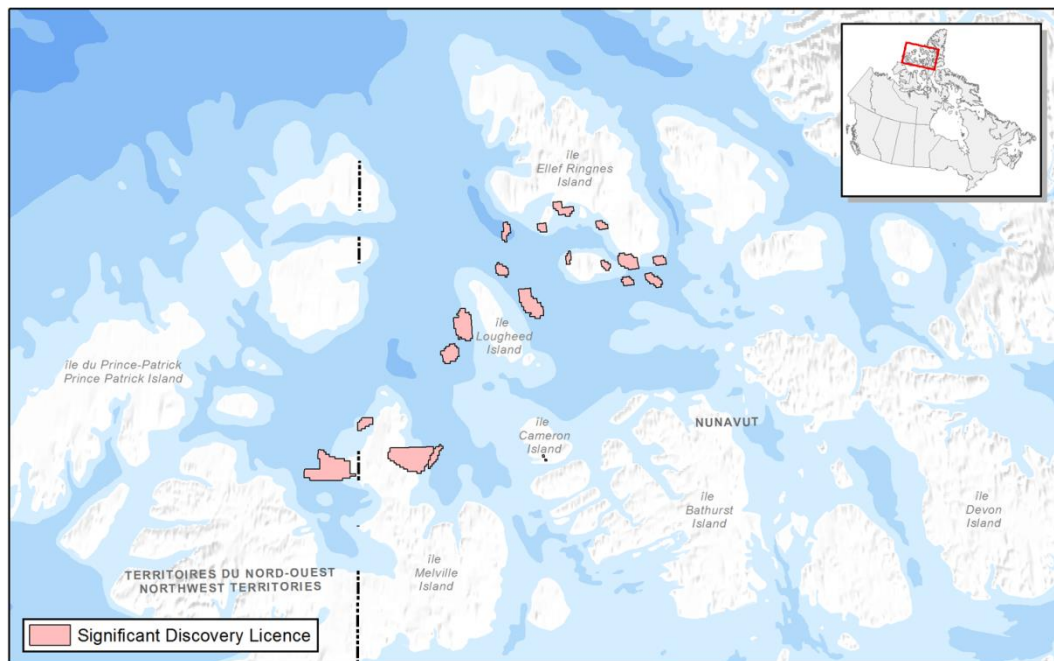 île
Ellef Ringnes
Island
île
Lougheed
Island
île du Prince-Patrick
Prince Patrick Island
île
Cameron
Island
NUNAVUT
île
Bathurst
Island
île
Devon
Island
île
Melville
Island
TERRITOIRES DU NORD-OUEST
NORTHWEST TERRITORIES
Significant Discovery Licence